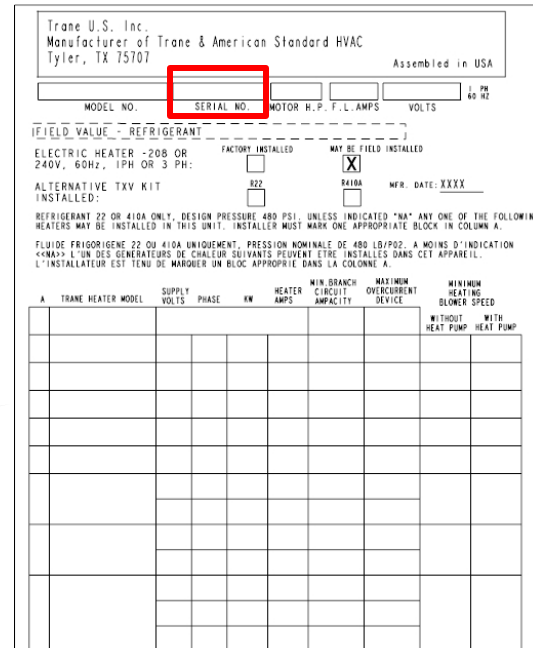 Trane U.S. Inc.
Manufacturer of Trane & American Standard HVAC
Tyler, TX 75707
Assembled in USA
1 PH
60 HZ
MODEL NO. SERIAL NO. MOTOR H.P. F.L.AMPS VOLTS
FIELD VALUE - REFRIGERANT
ELECTRIC HEATER -208 OR
240V, 60Hz, 1PH OR 3 PH:
FACTORY INSTALLED
MAY BE FIELD INSTALLED
X
ALTERNATIVE TXV KIT
INSTALLED:
R22
R410A
MFR. DATE: XXXX
REFRIGERANT 22 OR 410A ONLY, DESIGN PRESSURE 480 PSI. UNLESS INDICATED "NA" ANY ONE OF THE FOLLOWIN
HEATERS MAY BE INSTALLED IN THIS UNIT. INSTALLER MUST MARK ONE APPROPRIATE BLOCK IN COLUMN A.
FLUIDE FRIGORIGENE 22 OU 410A UNIQUEMENT, PRESSION NOMINALE DE 480 LB/PO2. A MOINS D'INDICATION
<<NA>> L'UN DES GENERATEURS DE CHALEUR SUIVANTS PEUVENT ETRE INSTALLES DANS CET APPAREIL.
L'INSTALLATEUR EST TENU DE MARQUER UN BLOC APPROPRIE DANS LA COLONNE A.
A TRANE HEATER MODEL
SUPPLY
VOLTS
PHASE
KW
HEATER
AMPS
MIN.BRANCH
CIRCUIT
AMPACITY
MAXIMUM
OVERCURRENT
DEVICE
MINIMUM
HEATING
BLOWER SPEED
WITHOUT
HEAT PUMP
WITH
HEAT PUMP